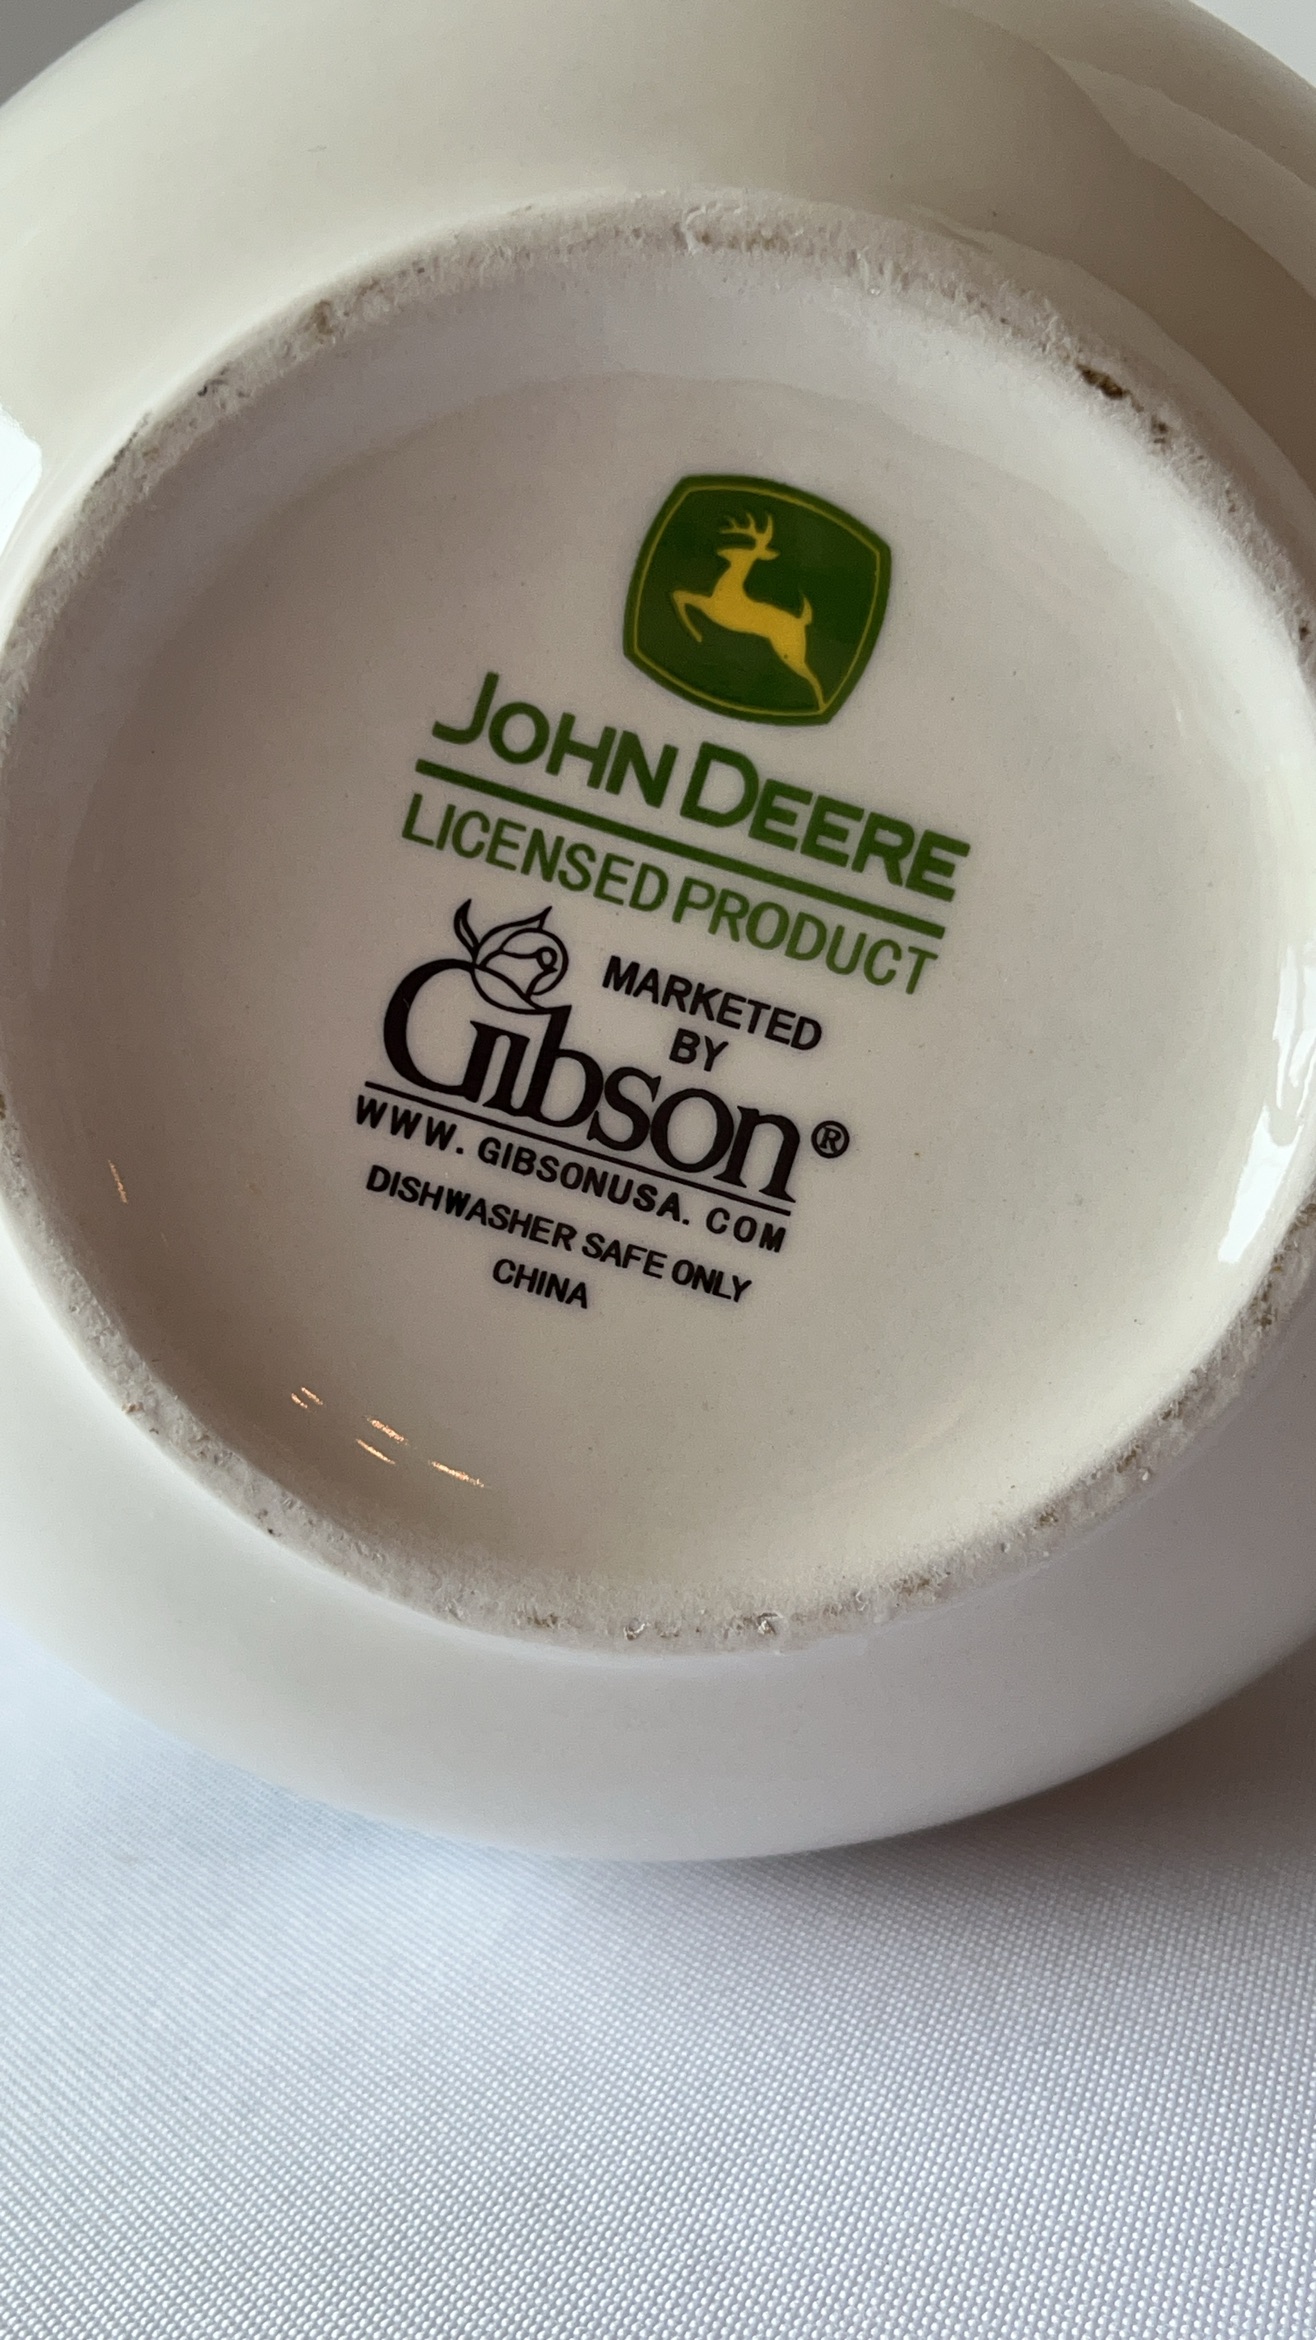 JOHN DEERE
LICENSED PRODUCT
MARKETED
BY
Gibson®
WWW. GIBSONUSA. COM
DISHWASHER SAFE ONLY
CHINA